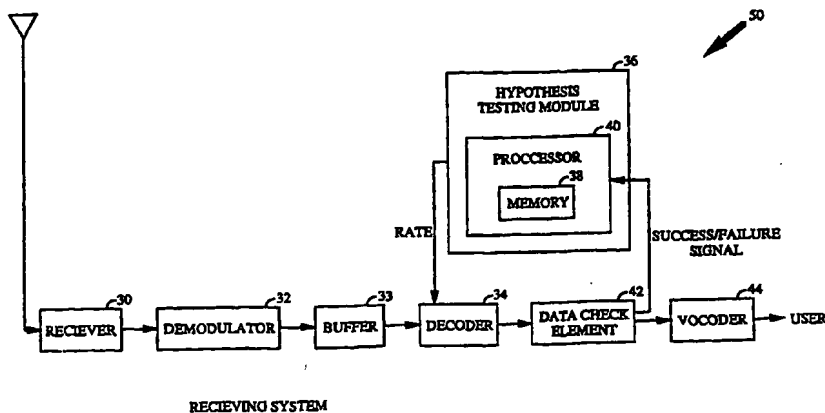 50
36
HYPOTHESIS
TESTING MODULE
40
PROCCESSOR
38
MEMORY
RATE
SUCCESS/FAILURE
SIGNAL
30
RECIEVER
32
DEMODULATOR
33
BUFFER
34
DECODER
42
DATA CHECK
ELEMENT
44
VOCODER
USER
RECIEVING SYSTEM